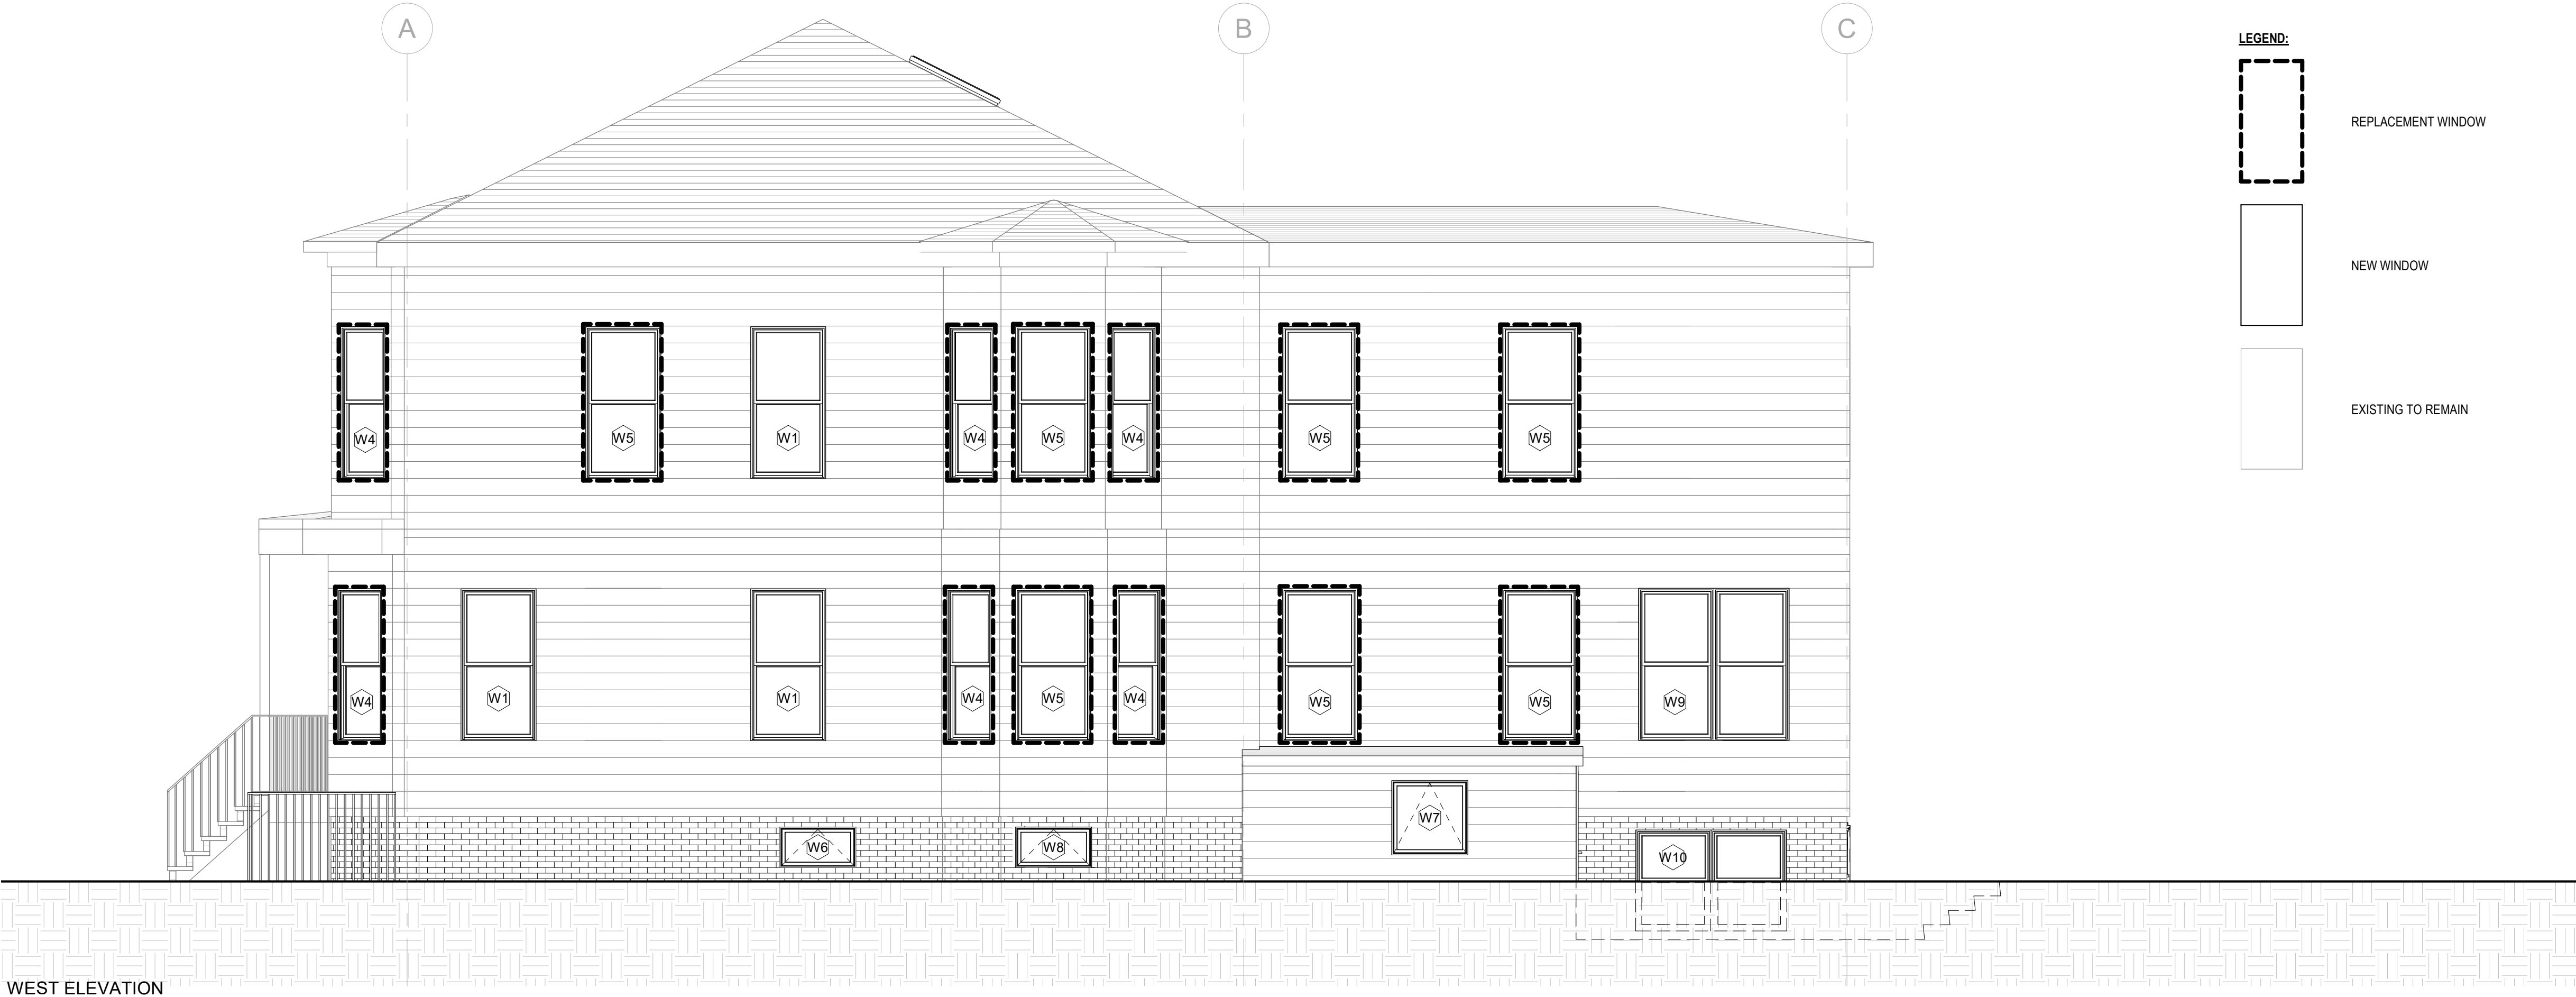 A
B
C
LEGEND:
REPLACEMENT WINDOW
NEW WINDOW
EXISTING TO REMAIN
W4
W5
W1
W4
W5
W4
W5
W5
W4
W1
W1
W4
W5
W4
W5
W5
W9
W7
W6
W8
W10
WEST ELEVATION